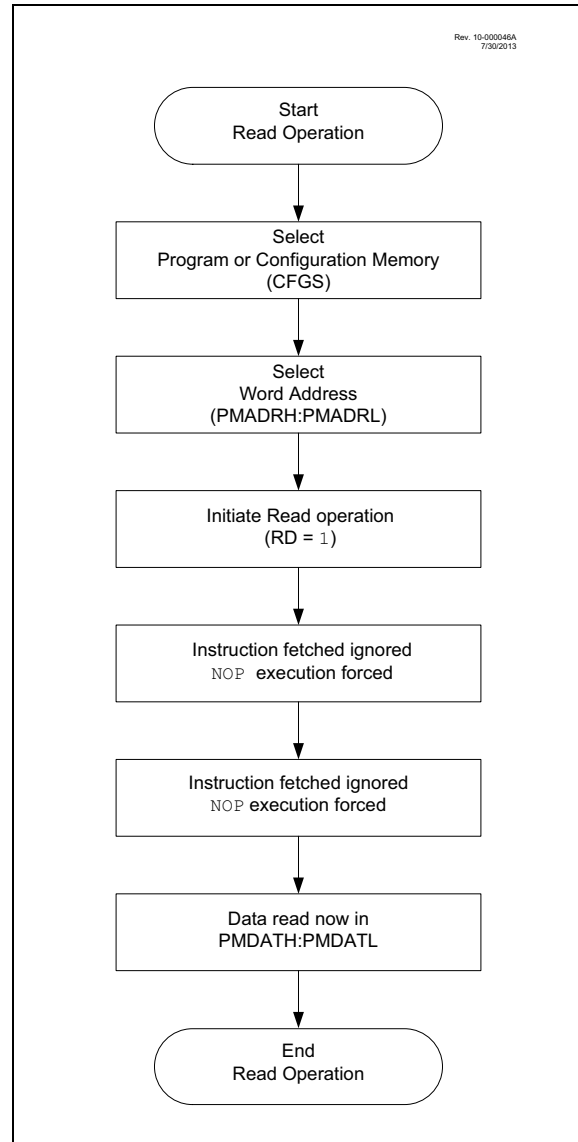 Rev. 10-000046A
7/30/2013
Start
Read Operation
Select
Program or Configuration Memory
(CFGS)
Select
Word Address
(PMADRH:PMADRL)
Initiate Read operation
(RD = 1)
Instruction fetched ignored
NOP execution forced
Instruction fetched ignored
NOP execution forced
Data read now in
PMDATH:PMDATL
End
Read Operation